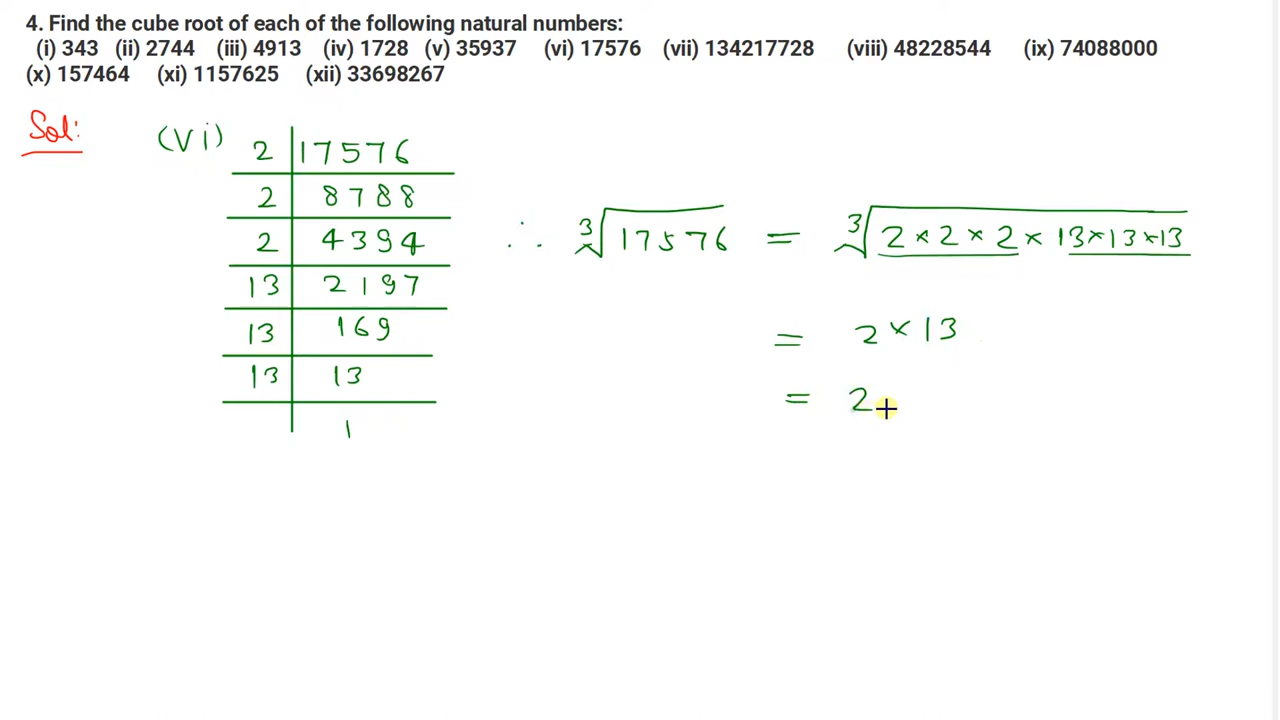 4. Find the cube root of each of the following natural numbers:
(i) 343 (ii) 2744 (iii) 4913 (iv) 1728 (v) 35937 (vi) 17576 (vii) 134217728 (viii) 48228544 (ix) 74088000
(x) 157464 (xi) 1157625 (xii) 33698267
Sol:
(vi)
2 | 17576
2 | 8788
2 | 4394
13 | 2197
13 | 169
13 | 13
| 1
∴ ∛17576 = ∛2×2×2×13×13×13
= 2×13
= 2